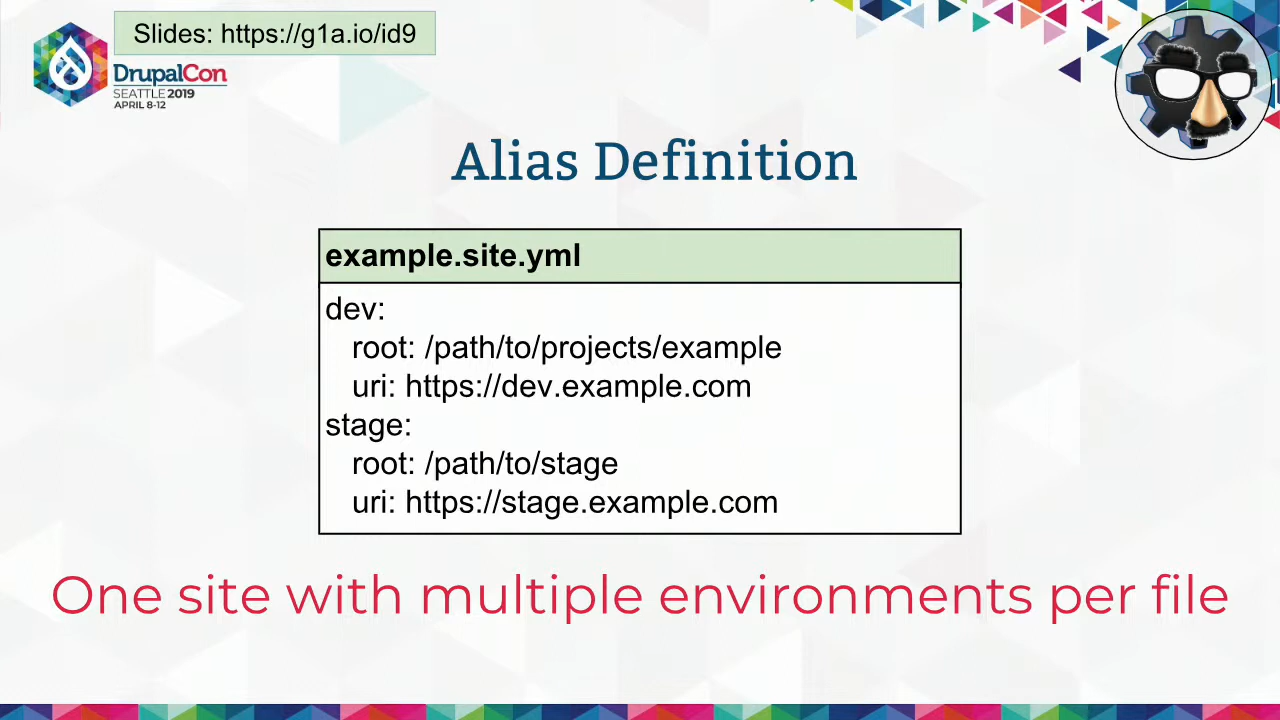 Slides: https://g1a.io/id9
DrupalCon
SEATTLE 2019
APRIL 8-12
Alias Definition
example.site.yml
dev:
root: /path/to/projects/example
uri: https://dev.example.com
stage:
root: /path/to/stage
uri: https://stage.example.com
One site with multiple environments per file